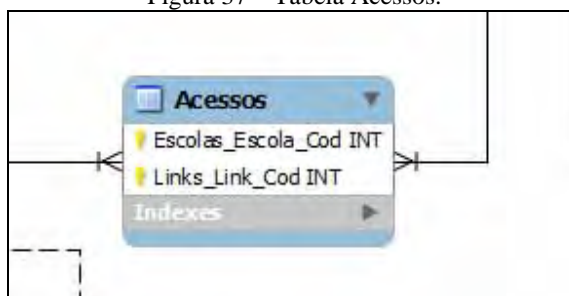 Figura 37 – Tabela Acessos.
Acessos
Escolas_Escola_Cod INT
Links_Link_Cod INT
Indexes